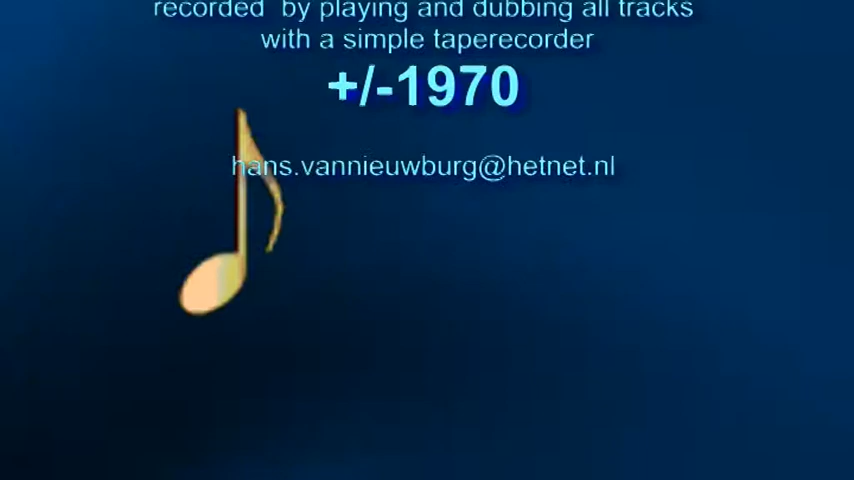 recorded by playing and dubbing all tracks
with a simple taperecorder
+/-1970
hans.vannieuwburg@hetnet.nl